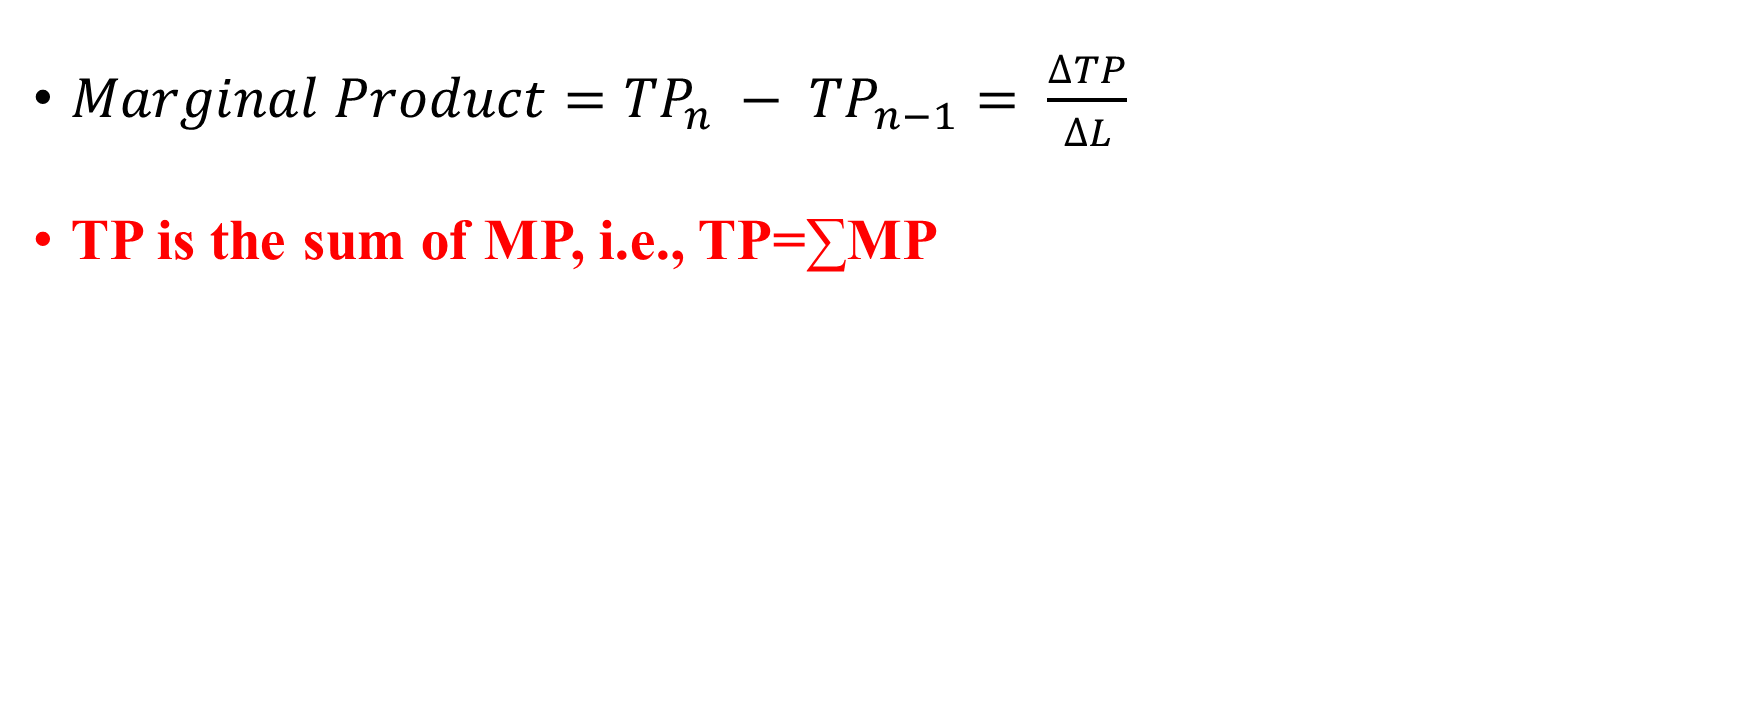 • Marginal Product = TPₙ − TPₙ₋₁ = ΔTP/ΔL
• TP is the sum of MP, i.e., TP=∑MP